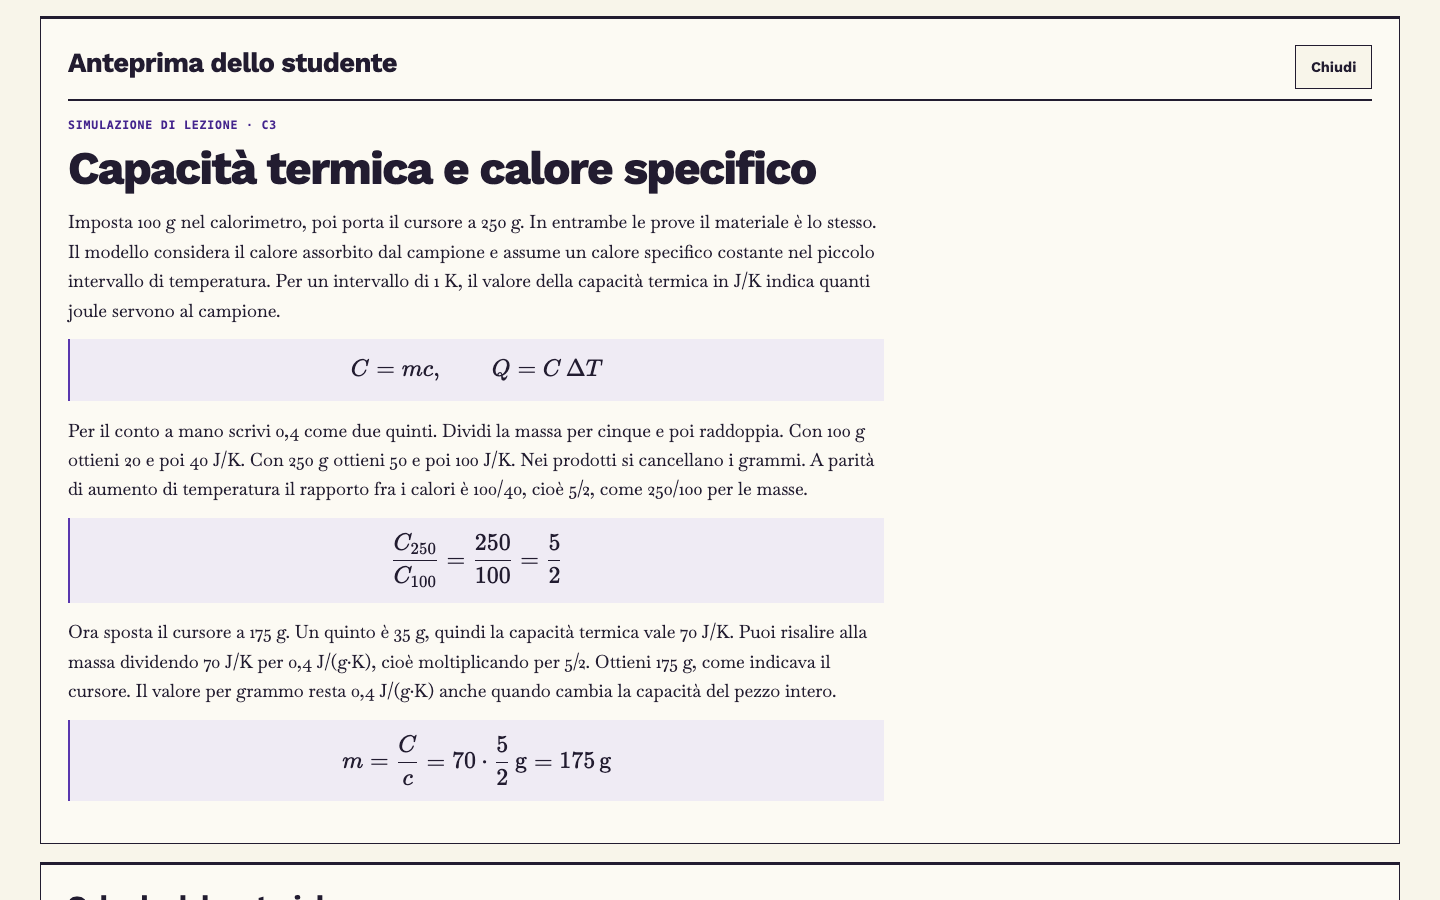 Anteprima dello studente
Chiudi
SIMULAZIONE DI LEZIONE · C3
Capacità termica e calore specifico
Imposta 100 g nel calorimetro, poi porta il cursore a 250 g. In entrambe le prove il materiale è lo stesso.
Il modello considera il calore assorbito dal campione e assume un calore specifico costante nel piccolo
intervallo di temperatura. Per un intervallo di 1 K, il valore della capacità termica in J/K indica quanti
joule servono al campione.
C = mc, Q = C ΔT
Per il conto a mano scrivi 0,4 come due quinti. Dividi la massa per cinque e poi raddoppia. Con 100 g
ottieni 20 e poi 40 J/K. Con 250 g ottieni 50 e poi 100 J/K. Nei prodotti si cancellano i grammi. A parità
di aumento di temperatura il rapporto fra i calori è 100/40, cioè 5/2, come 250/100 per le masse.
C_250/C_100 = 250/100 = 5/2
Ora sposta il cursore a 175 g. Un quinto è 35 g, quindi la capacità termica vale 70 J/K. Puoi risalire alla
massa dividendo 70 J/K per 0,4 J/(g·K), cioè moltiplicando per 5/2. Ottieni 175 g, come indicava il
cursore. Il valore per grammo resta 0,4 J/(g·K) anche quando cambia la capacità del pezzo intero.
m = C/c = 70 · 5/2 g = 175 g